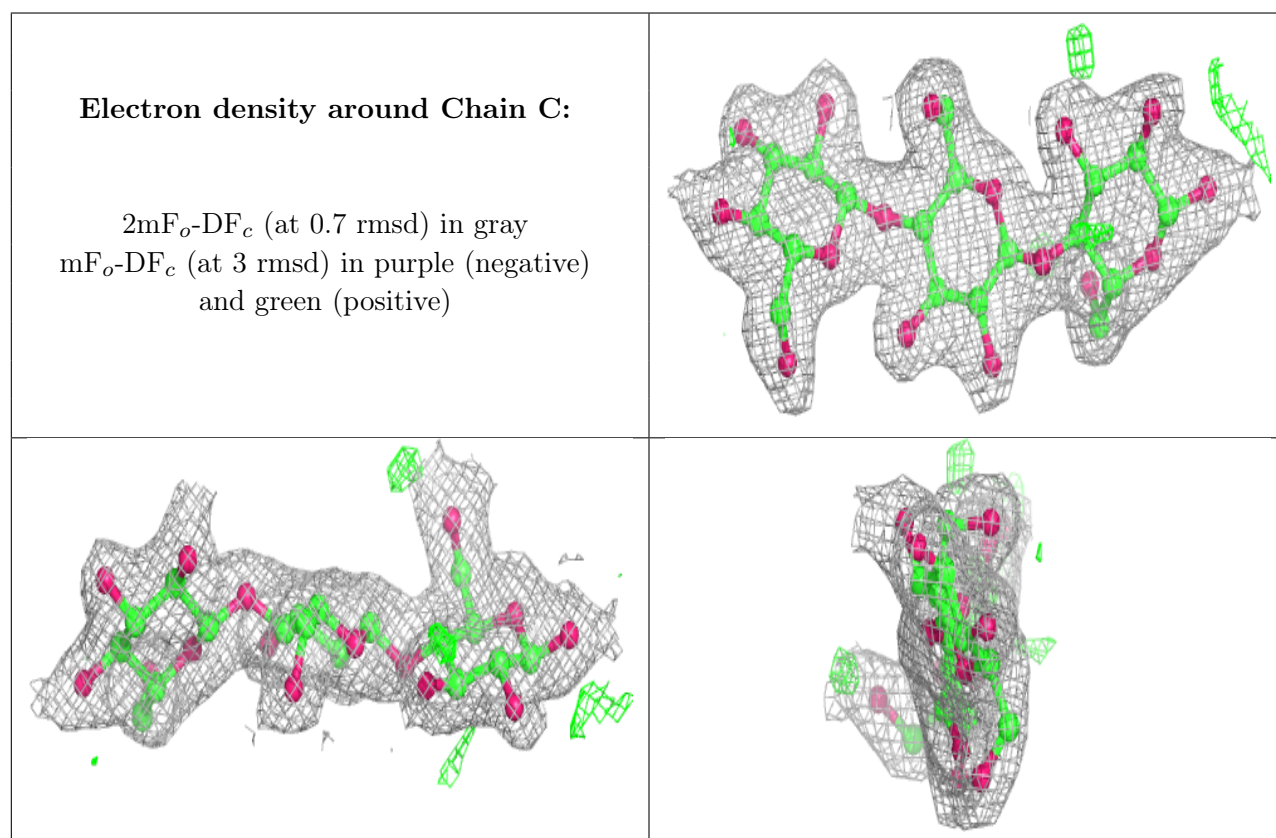 Electron density around Chain C:
2mFo-DFc (at 0.7 rmsd) in gray
mFo-DFc (at 3 rmsd) in purple (negative)
and green (positive)